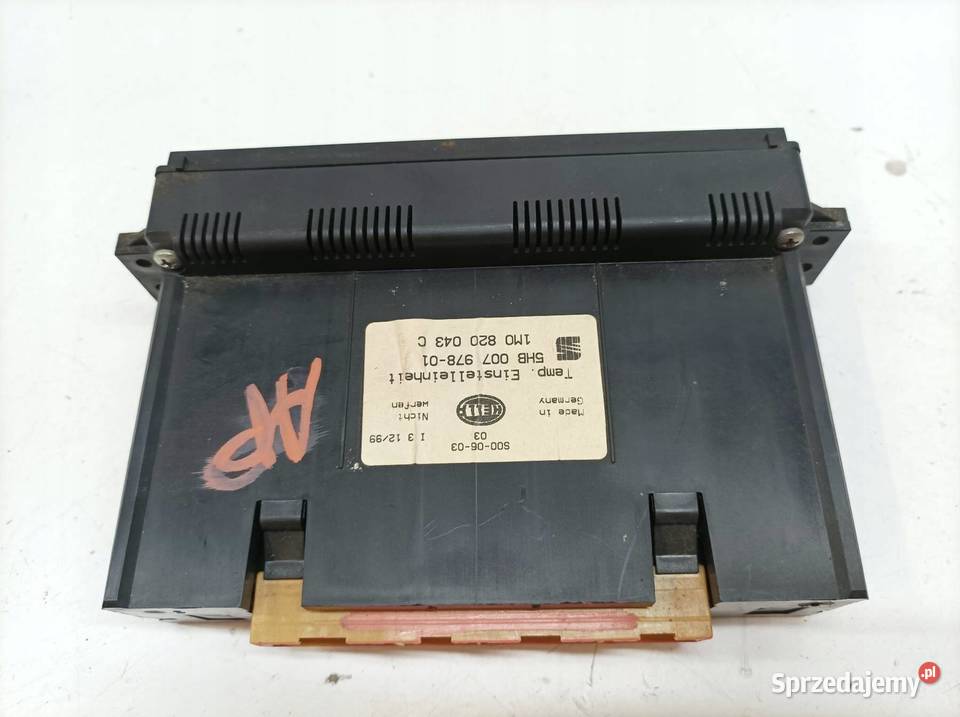 S00-06-03
03
I 3 12/99
Made in
Germany
HELLA
Nicht
werfen
Temp. Einstelleinheit
5HB 007 978-01
1M0 820 043 C
AP
Sprzedajemy.pl